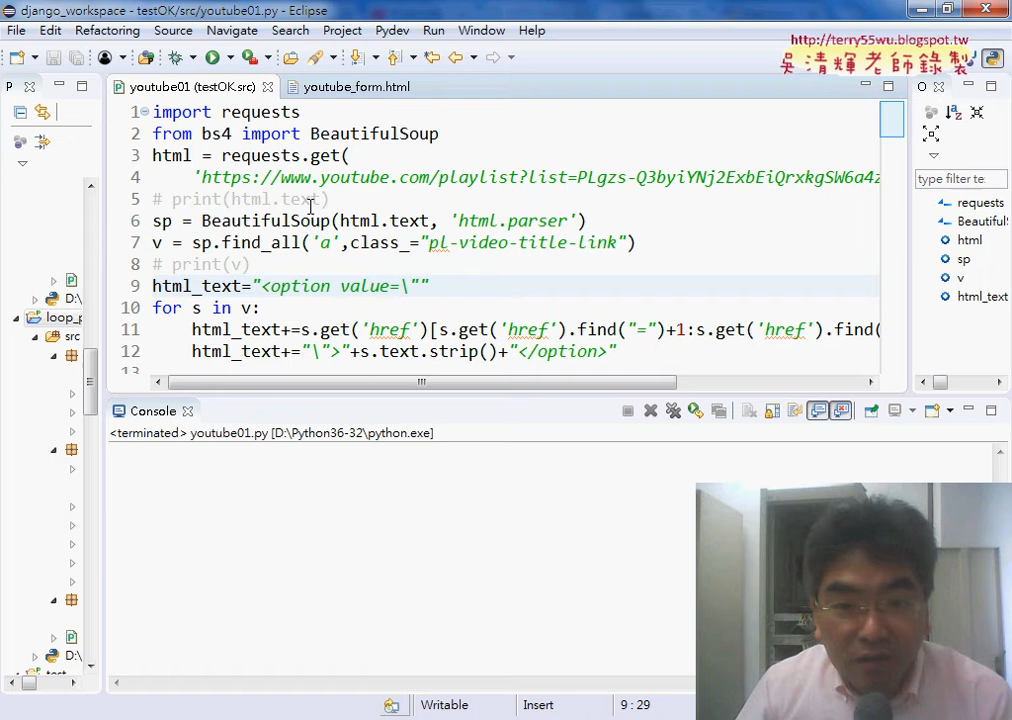 django_workspace - testOK/src/youtube01.py - Eclipse
File Edit Refactoring Source Navigate Search Project Pydev Run Window Help
http://terry55wu.blogspot.tw
吳清輝老師錄製
P
youtube01 (testOK src)
youtube_form.html
O
1 import requests
2 from bs4 import BeautifulSoup
3 html = requests.get(
4 'https://www.youtube.com/playlist?list=PLgzs-Q3byiYNj2ExbEiQrxkgSW6a4z
5 # print(html.text)
6 sp = BeautifulSoup(html.text, 'html.parser')
7 v = sp.find_all('a',class_="pl-video-title-link")
8 # print(v)
9 html_text="<option value=\""
10 for s in v:
11 html_text+=s.get('href')[s.get('href').find("=")+1:s.get('href').find(
12 html_text+="\">"+s.text.strip()+"</option>"
13
type filte
requests
Beautiful
html
sp
v
html_text
P
D:\
loop_p
src
P
D:\
test
Console
<terminated> youtube01.py [D:\Python36-32\python.exe]
Writable
Insert
9 : 29